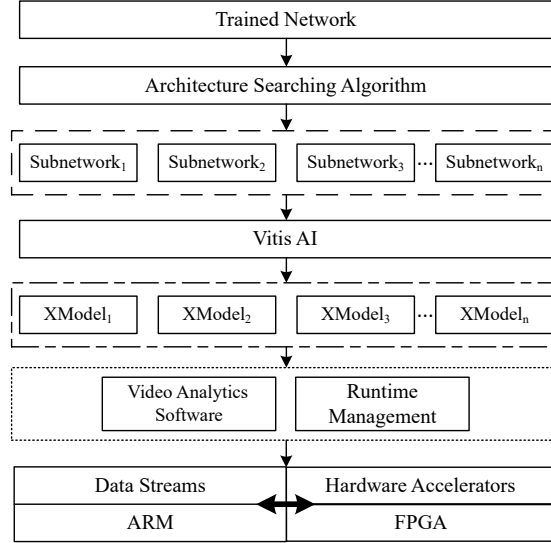 Trained Network
Architecture Searching Algorithm
Subnetwork₁ Subnetwork₂ Subnetwork₃ ... Subnetworkₙ
Vitis AI
XModel₁ XModel₂ XModel₃ ... XModelₙ
Video Analytics
Software
Runtime
Management
Data Streams Hardware Accelerators
ARM FPGA